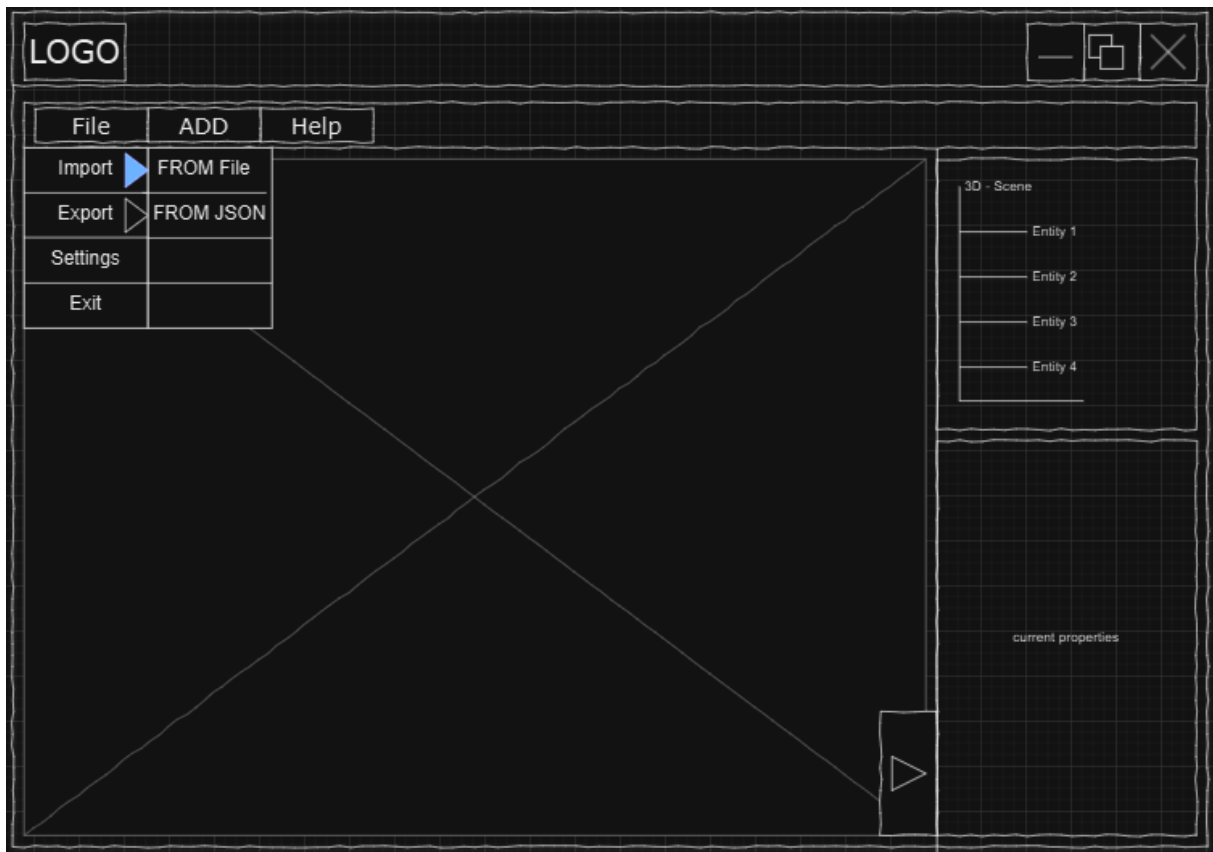 LOGO
File ADD Help
Import FROM File
Export FROM JSON
Settings
Exit
3D - Scene
Entity 1
Entity 2
Entity 3
Entity 4
current properties